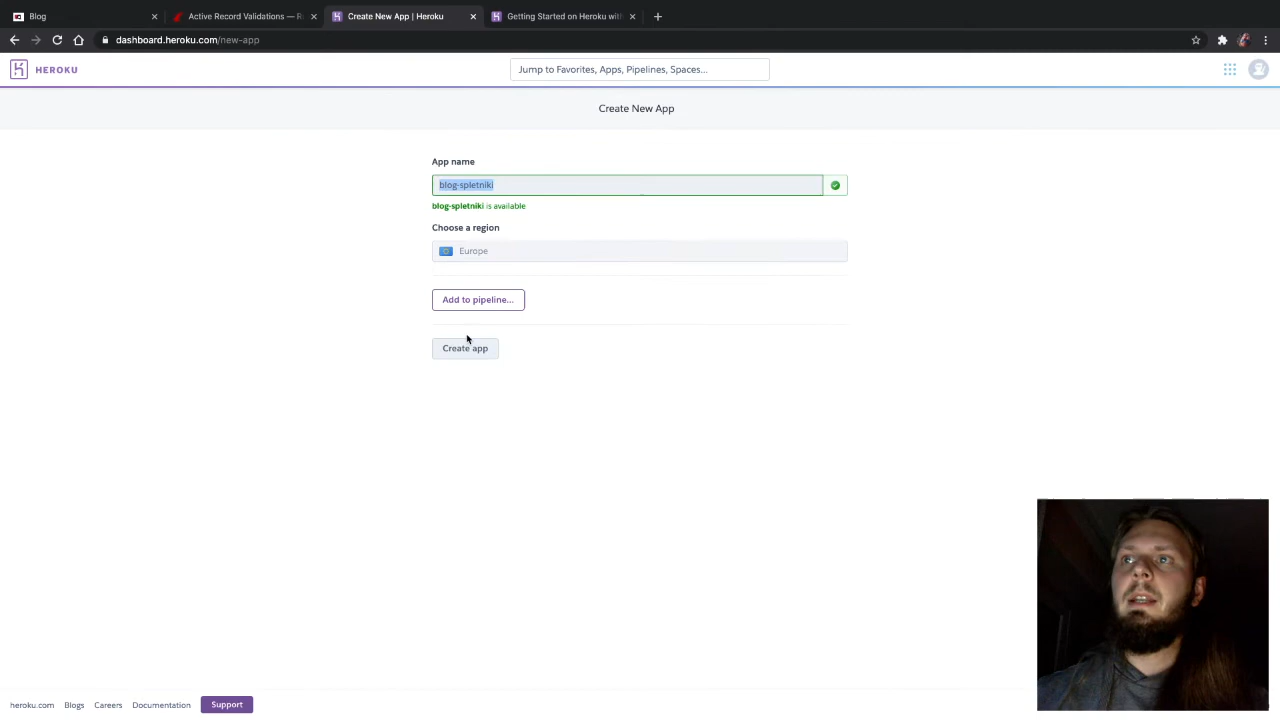 Blog
Active Record Validations — R
Create New App | Heroku
Getting Started on Heroku with
dashboard.heroku.com/new-app
HEROKU
Jump to Favorites, Apps, Pipelines, Spaces...
Create New App
App name
blog-spletniki
blog-spletniki is available
Choose a region
Europe
Add to pipeline...
Create app
heroku.com
Blogs
Careers
Documentation
Support